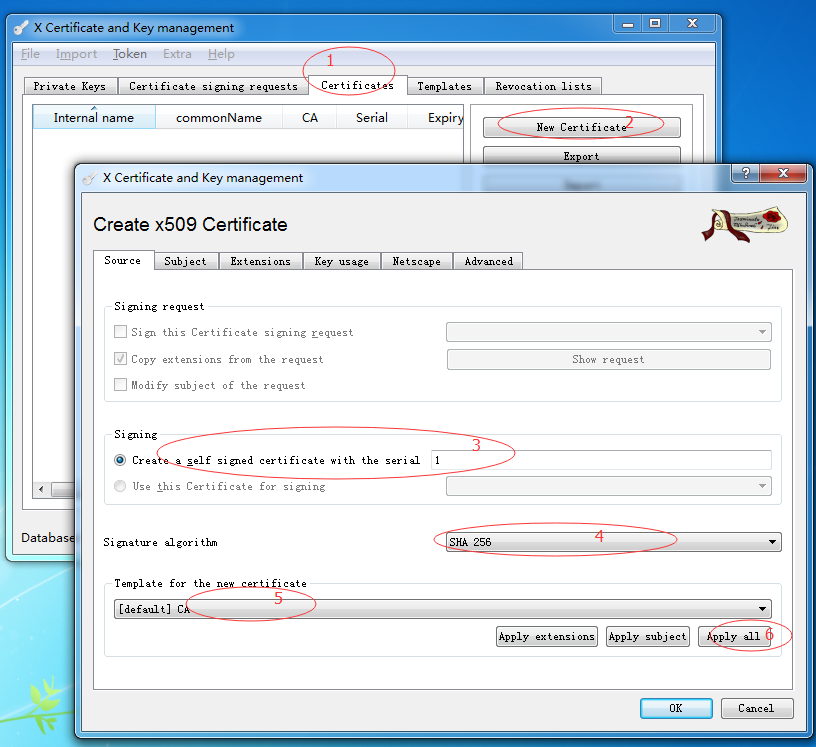 X Certificate and Key management
File Import Token Extra Help
1
Private Keys Certificate signing requests Certificates Templates Revocation lists
Internal name commonName CA Serial Expiry
New Certificate 2
Export
X Certificate and Key management
Create x509 Certificate
Source Subject Extensions Key usage Netscape Advanced
Signing request
Sign this Certificate signing request
Copy extensions from the request Show request
Modify subject of the request
Signing
3
Create a self signed certificate with the serial 1
Use this Certificate for signing
Database
Signature algorithm SHA 256 4
Template for the new certificate
5
[default] CA
Apply extensions Apply subject Apply all 6
OK Cancel